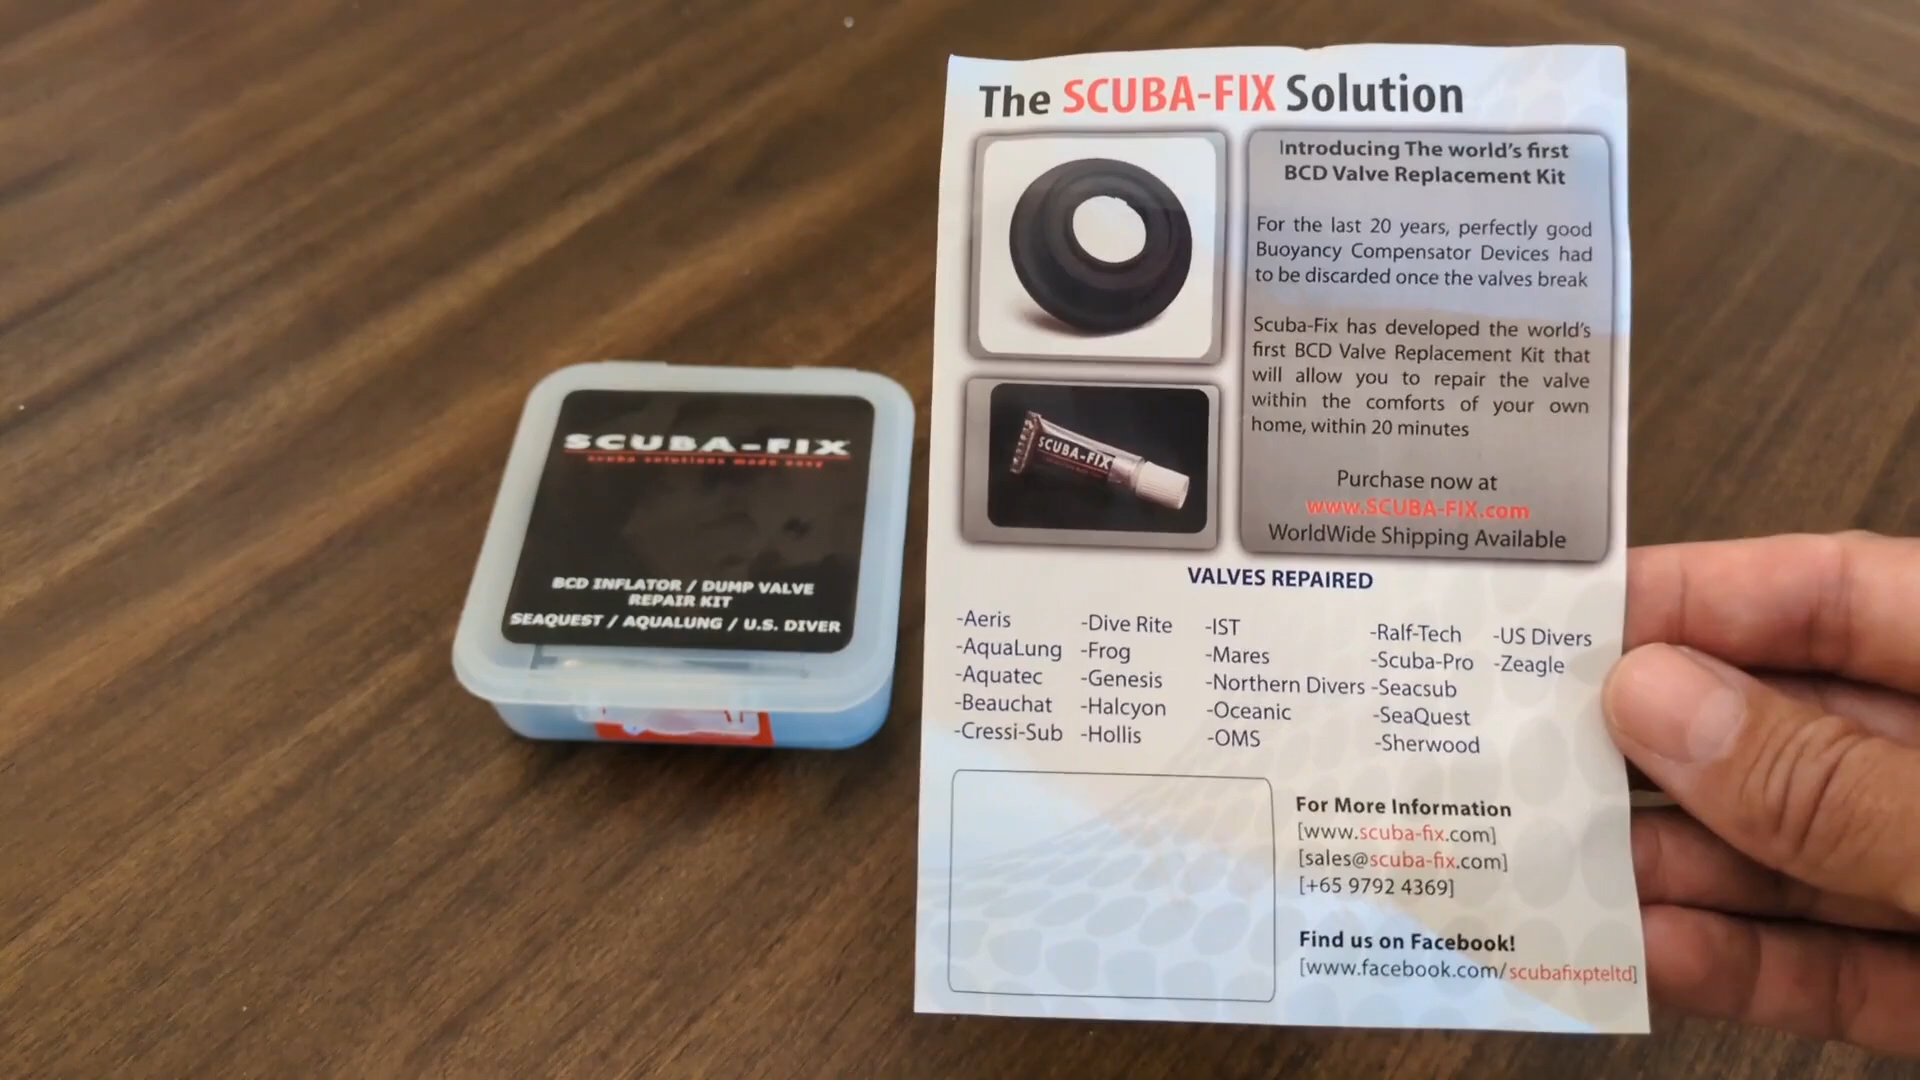 SCUBA-FIX
scuba solutions made easy
BCD INFLATOR / DUMP VALVE
REPAIR KIT
SEAQUEST / AQUALUNG / U.S. DIVER
The SCUBA-FIX Solution
SCUBA-FIX
Introducing The world's first
BCD Valve Replacement Kit
For the last 20 years, perfectly good
Buoyancy Compensator Devices had
to be discarded once the valves break
Scuba-Fix has developed the world's
first BCD Valve Replacement Kit that
will allow you to repair the valve
within the comforts of your own
home, within 20 minutes
Purchase now at
www.SCUBA-FIX.com
WorldWide Shipping Available
VALVES REPAIRED
-Aeris
-AquaLung
-Aquatec
-Beauchat
-Cressi-Sub
-Dive Rite
-Frog
-Genesis
-Halcyon
-Hollis
-IST
-Mares
-Northern Divers
-Oceanic
-OMS
-Ralf-Tech
-Scuba-Pro
-Seacsub
-SeaQuest
-Sherwood
-US Divers
-Zeagle
For More Information
[www.scuba-fix.com]
[sales@scuba-fix.com]
[+65 9792 4369]
Find us on Facebook!
[www.facebook.com/scubafixpteltd]